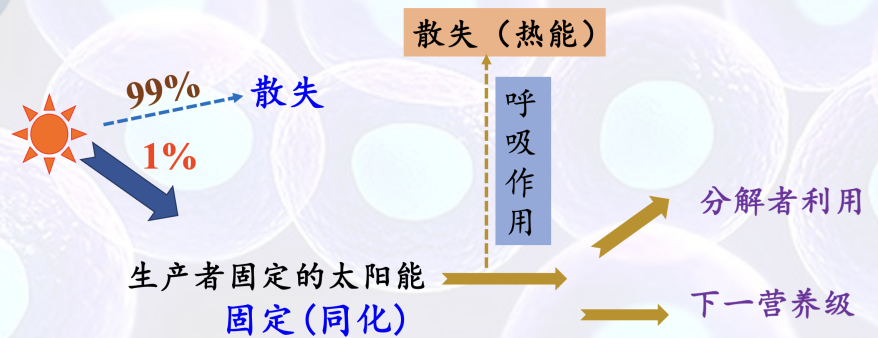 散失（热能）
99%
散失
1%
呼吸作用
分解者利用
生产者固定的太阳能
固定(同化)
下一营养级